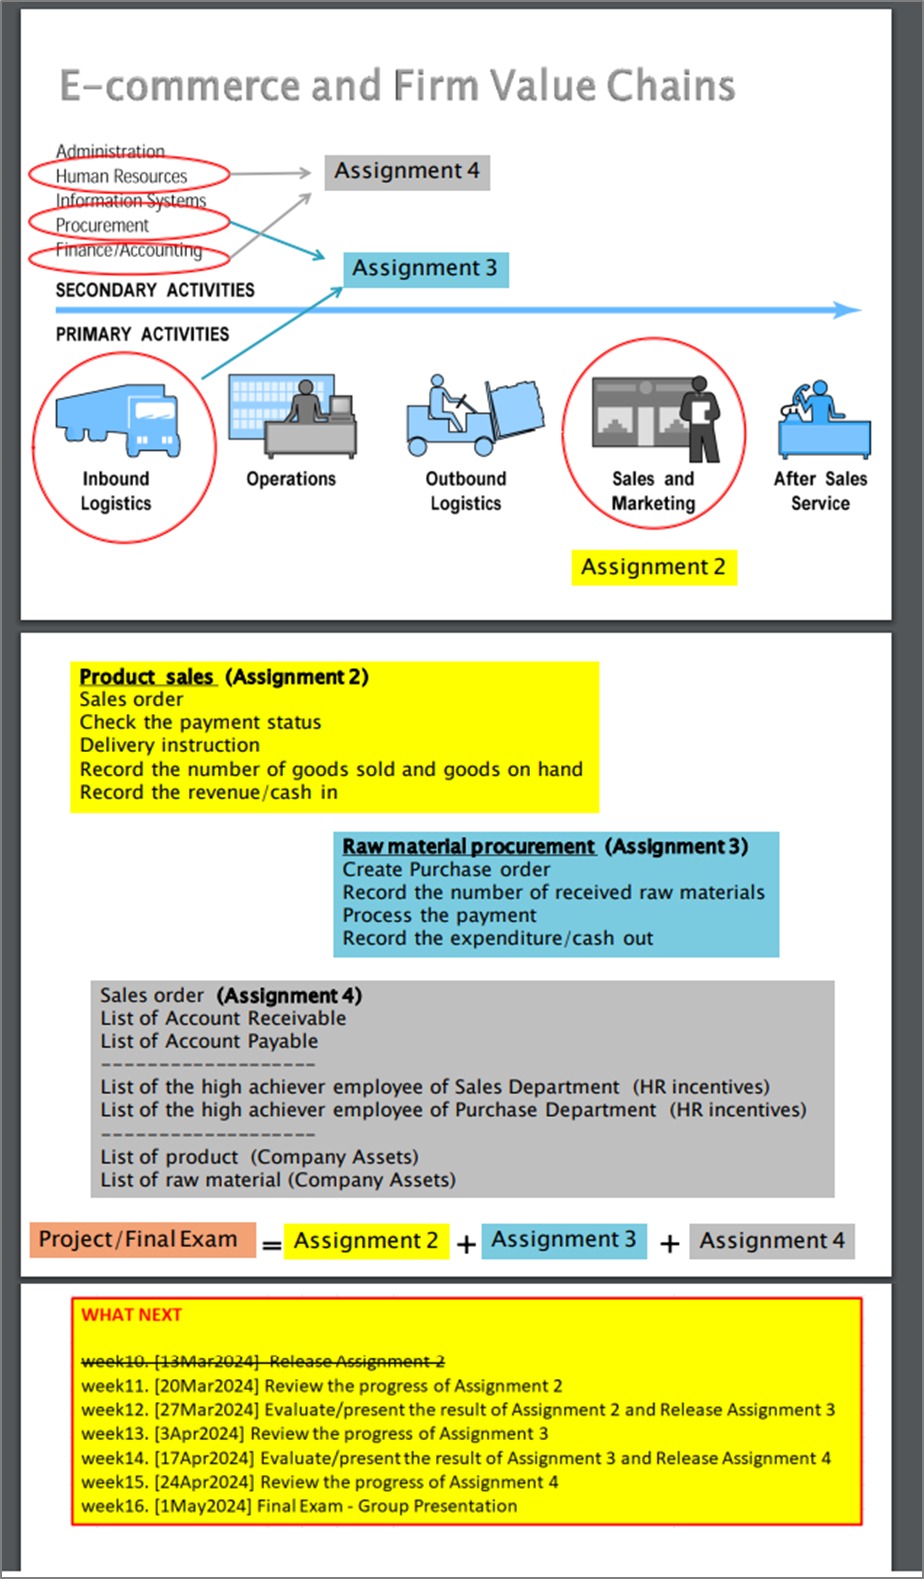 E-commerce and Firm Value Chains
Administration
Human Resources
Information Systems
Procurement
Finance/Accounting
Assignment 4
Assignment 3
SECONDARY ACTIVITIES
PRIMARY ACTIVITIES
Inbound
Logistics
Operations
Outbound
Logistics
Sales and
Marketing
After Sales
Service
Assignment 2
Product sales (Assignment 2)
Sales order
Check the payment status
Delivery instruction
Record the number of goods sold and goods on hand
Record the revenue/cash in
Raw material procurement (Assignment 3)
Create Purchase order
Record the number of received raw materials
Process the payment
Record the expenditure/cash out
Sales order (Assignment 4)
List of Account Receivable
List of Account Payable
-------------------
List of the high achiever employee of Sales Department (HR incentives)
List of the high achiever employee of Purchase Department (HR incentives)
-------------------
List of product (Company Assets)
List of raw material (Company Assets)
Project/Final Exam = Assignment 2 + Assignment 3 + Assignment 4
WHAT NEXT
week10. [13Mar2024] Release Assignment 2
week11. [20Mar2024] Review the progress of Assignment 2
week12. [27Mar2024] Evaluate/present the result of Assignment 2 and Release Assignment 3
week13. [3Apr2024] Review the progress of Assignment 3
week14. [17Apr2024] Evaluate/present the result of Assignment 3 and Release Assignment 4
week15. [24Apr2024] Review the progress of Assignment 4
week16. [1May2024] Final Exam - Group Presentation